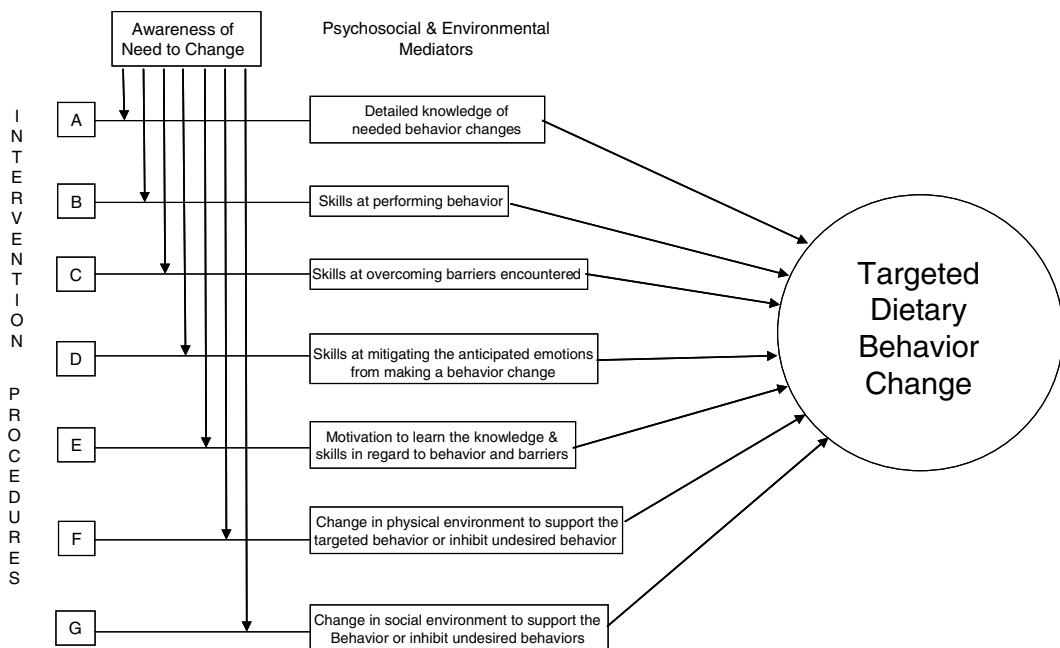 Awareness of
Need to Change
Psychosocial & Environmental
Mediators
INTERVENTION
PROCEDURES
A
Detailed knowledge of
needed behavior changes
B
Skills at performing behavior
C
Skills at overcoming barriers encountered
D
Skills at mitigating the anticipated emotions
from making a behavior change
E
Motivation to learn the knowledge &
skills in regard to behavior and barriers
F
Change in physical environment to support the
targeted behavior or inhibit undesired behavior
G
Change in social environment to support the
Behavior or inhibit undesired behaviors
Targeted
Dietary
Behavior
Change